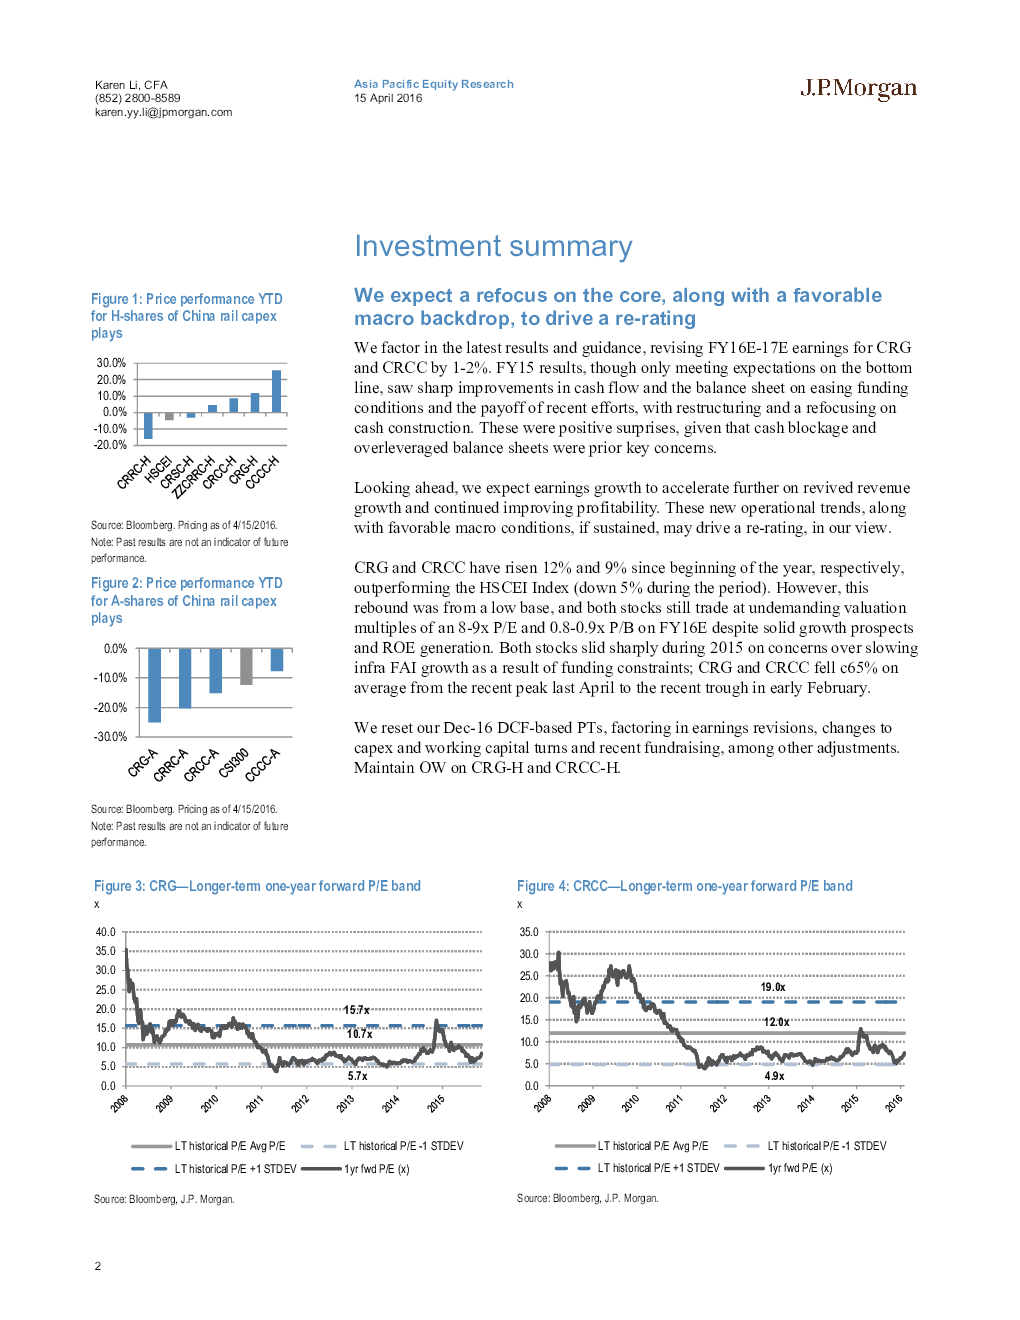 Karen Li, CFA
(852) 2800-8589
karen.yy.li@jpmorgan.com
Asia Pacific Equity Research
15 April 2016
J.P.Morgan
Investment summary
We expect a refocus on the core, along with a favorable
macro backdrop, to drive a re-rating
We factor in the latest results and guidance, revising FY16E-17E earnings for CRG
and CRCC by 1-2%. FY15 results, though only meeting expectations on the bottom
line, saw sharp improvements in cash flow and the balance sheet on easing funding
conditions and the payoff of recent efforts, with restructuring and a refocusing on
cash construction. These were positive surprises, given that cash blockage and
overleveraged balance sheets were prior key concerns.
Looking ahead, we expect earnings growth to accelerate further on revived revenue
growth and continued improving profitability. These new operational trends, along
with favorable macro conditions, if sustained, may drive a re-rating, in our view.
CRG and CRCC have risen 12% and 9% since beginning of the year, respectively,
outperforming the HSCEI Index (down 5% during the period). However, this
rebound was from a low base, and both stocks still trade at undemanding valuation
multiples of an 8-9x P/E and 0.8-0.9x P/B on FY16E despite solid growth prospects
and ROE generation. Both stocks slid sharply during 2015 on concerns over slowing
infra FAI growth as a result of funding constraints; CRG and CRCC fell c65% on
average from the recent peak last April to the recent trough in early February.
We reset our Dec-16 DCF-based PTs, factoring in earnings revisions, changes to
capex and working capital turns and recent fundraising, among other adjustments.
Maintain OW on CRG-H and CRCC-H.
Figure 1: Price performance YTD
for H-shares of China rail capex
plays
30.0%
20.0%
10.0%
0.0%
-10.0%
-20.0%
CRRC-H
HSCEI
CRSC-H
ZZCRRC-H
CRCC-H
CRG-H
CCCC-H
Source: Bloomberg. Pricing as of 4/15/2016.
Note: Past results are not an indicator of future
performance.
Figure 2: Price performance YTD
for A-shares of China rail capex
plays
0.0%
-10.0%
-20.0%
-30.0%
CRG-A
CRRC-A
CRCC-A
CSI300
CCCC-A
Source: Bloomberg. Pricing as of 4/15/2016.
Note: Past results are not an indicator of future
performance.
Figure 3: CRG—Longer-term one-year forward P/E band
x
40.0
35.0
30.0
25.0
20.0
15.0
10.0
5.0
0.0
15.7x
10.7x
5.7x
2008
2009
2010
2011
2012
2013
2014
2015
LT historical P/E Avg P/E
LT historical P/E -1 STDEV
LT historical P/E +1 STDEV
1yr fwd P/E (x)
Source: Bloomberg, J.P. Morgan.
Figure 4: CRCC—Longer-term one-year forward P/E band
x
35.0
30.0
25.0
20.0
15.0
10.0
5.0
0.0
19.0x
12.0x
4.9x
2008
2009
2010
2011
2012
2013
2014
2015
2016
LT historical P/E Avg P/E
LT historical P/E -1 STDEV
LT historical P/E +1 STDEV
1yr fwd P/E (x)
Source: Bloomberg, J.P. Morgan.
2